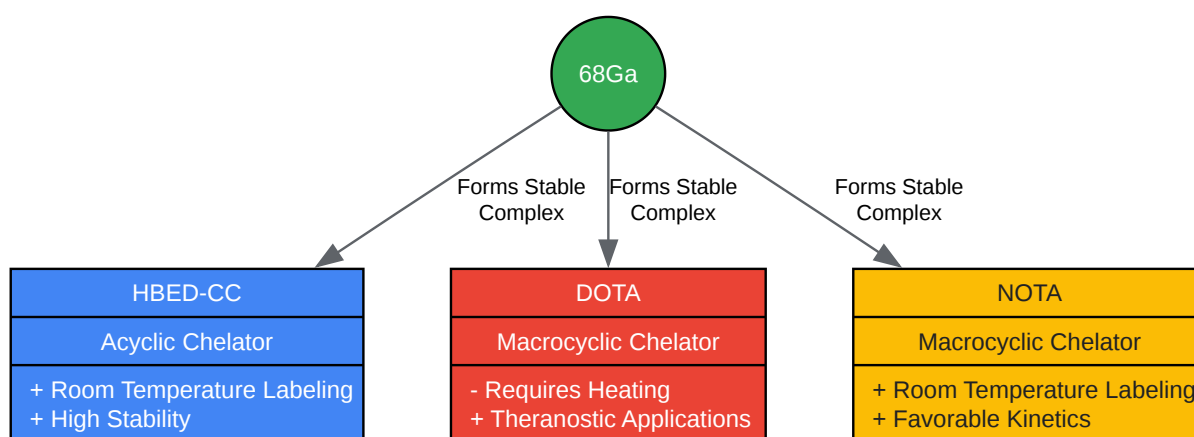 68Ga
Forms Stable
Complex
Forms Stable
Complex
Forms Stable
Complex
HBED-CC
Acyclic Chelator
+ Room Temperature Labeling
+ High Stability
DOTA
Macrocyclic Chelator
- Requires Heating
+ Theranostic Applications
NOTA
Macrocyclic Chelator
+ Room Temperature Labeling
+ Favorable Kinetics